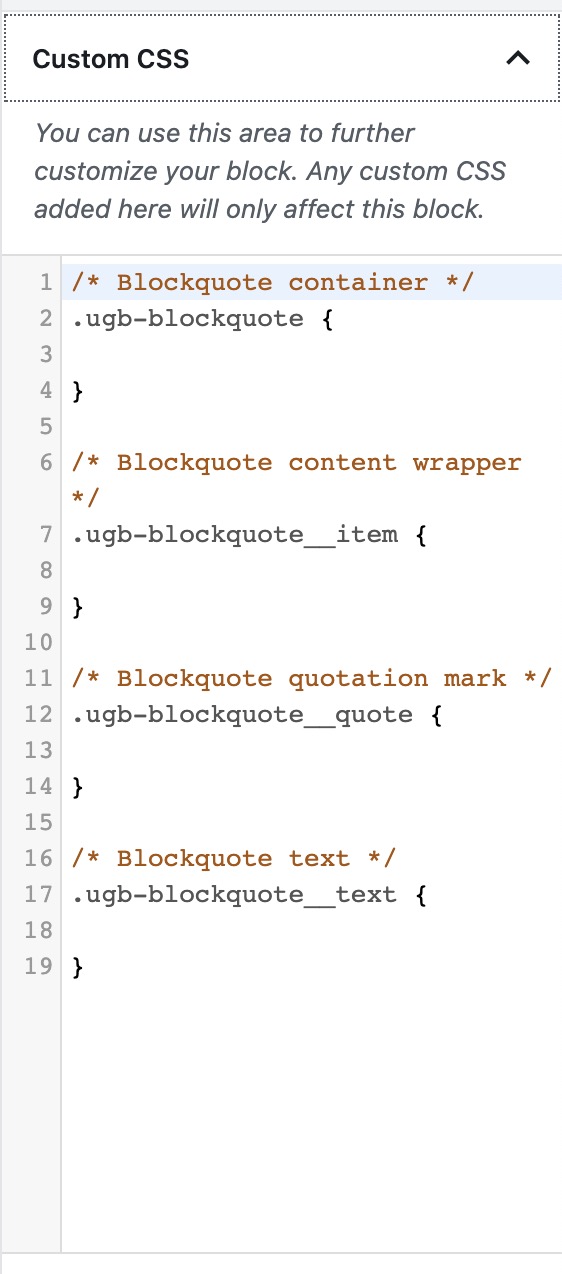 Custom CSS
You can use this area to further
customize your block. Any custom CSS
added here will only affect this block.
1 /* Blockquote container */
2 .ugb-blockquote {
3
4 }
5
6 /* Blockquote content wrapper
*/
7 .ugb-blockquote__item {
8
9 }
10
11 /* Blockquote quotation mark */
12 .ugb-blockquote__quote {
13
14 }
15
16 /* Blockquote text */
17 .ugb-blockquote__text {
18
19 }